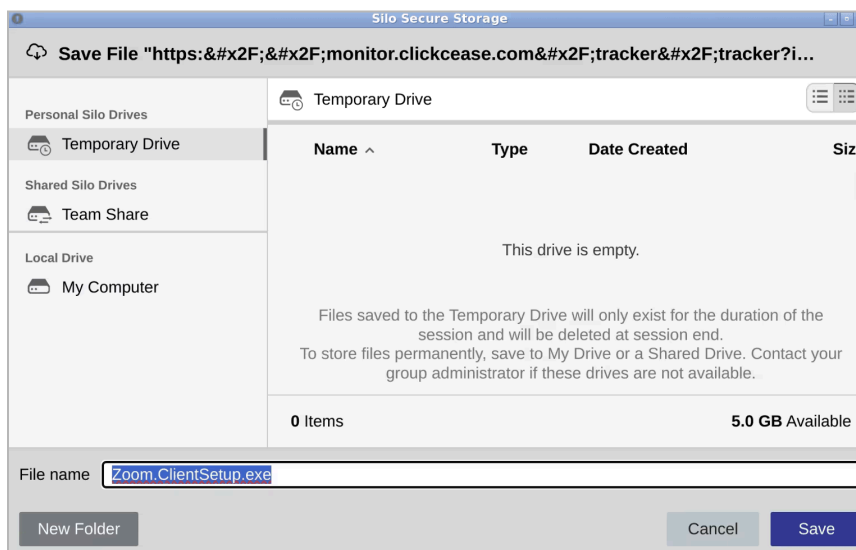 Silo Secure Storage
Save File "https:&#x2F;&#x2F;monitor.clickcease.com&#x2F;tracker&#x2F;tracker?i...
Personal Silo Drives
Temporary Drive
Shared Silo Drives
Team Share
Local Drive
My Computer
Temporary Drive
Name Type Date Created Siz
This drive is empty.
Files saved to the Temporary Drive will only exist for the duration of the
session and will be deleted at session end.
To store files permanently, save to My Drive or a Shared Drive. Contact your
group administrator if these drives are not available.
0 Items 5.0 GB Available
File name Zoom.ClientSetup.exe
New Folder Cancel Save